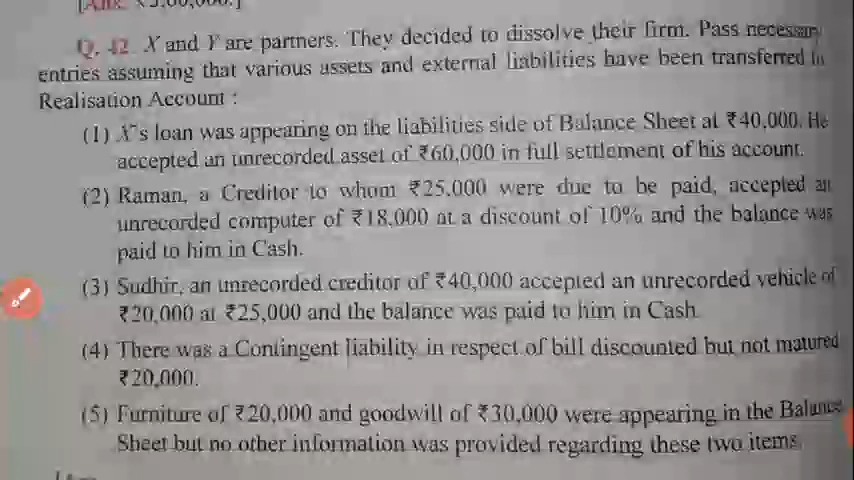 [Ans. ₹3,00,000.]
Q. 42. X and Y are partners. They decided to dissolve their firm. Pass necessary
entries assuming that various assets and external liabilities have been transferred to
Realisation Account :
(1) X's loan was appearing on the liabilities side of Balance Sheet at ₹40,000. He
accepted an unrecorded asset of ₹60,000 in full settlement of his account.
(2) Raman, a Creditor to whom ₹25,000 were due to be paid, accepted an
unrecorded computer of ₹18,000 at a discount of 10% and the balance was
paid to him in Cash.
(3) Sudhir, an unrecorded creditor of ₹40,000 accepted an unrecorded vehicle of
₹20,000 at ₹25,000 and the balance was paid to him in Cash.
(4) There was a Contingent liability in respect of bill discounted but not matured
₹20,000.
(5) Furniture of ₹20,000 and goodwill of ₹30,000 were appearing in the Balance
Sheet but no other information was provided regarding these two items.